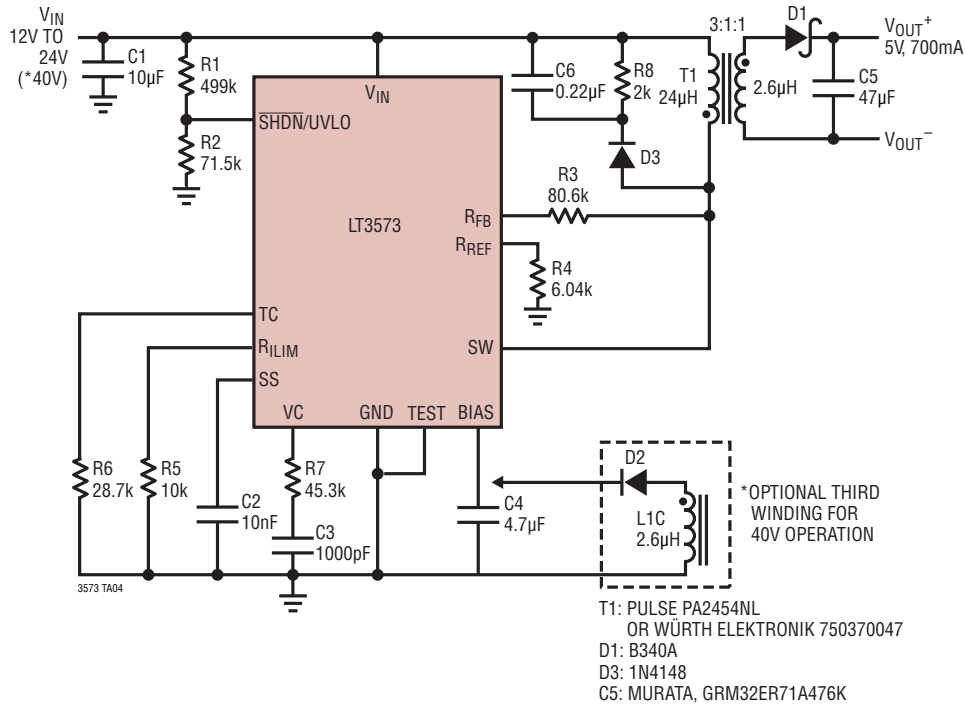 VIN
12V TO
24V
(*40V)
C1
10µF
R1
499k
R2
71.5k
VIN
SHDN/UVLO
LT3573
RFB
RREF
TC
RILIM
SS
SW
VC
GND
TEST
BIAS
C6
0.22µF
R8
2k
D3
R3
80.6k
R4
6.04k
3:1:1
T1
24µH
2.6µH
D1
VOUT+
5V, 700mA
C5
47µF
VOUT−
R6
28.7k
R5
10k
C2
10nF
R7
45.3k
C3
1000pF
C4
4.7µF
D2
L1C
2.6µH
*OPTIONAL THIRD
WINDING FOR
40V OPERATION
3573 TA04
T1: PULSE PA2454NL
OR WÜRTH ELEKTRONIK 750370047
D1: B340A
D3: 1N4148
C5: MURATA, GRM32ER71A476K